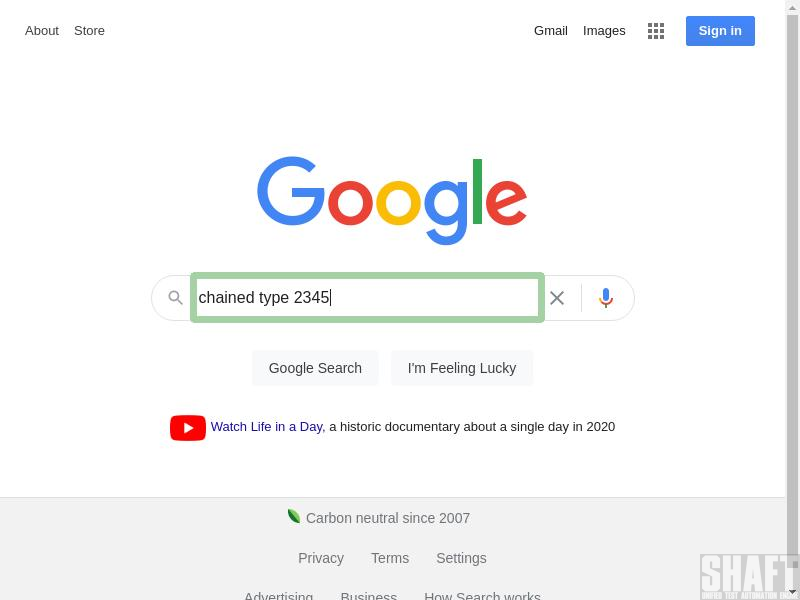 About Store Gmail Images Sign in
Google
chained type 2345
Google Search I'm Feeling Lucky
Watch Life in a Day, a historic documentary about a single day in 2020
Carbon neutral since 2007
Privacy Terms Settings
Advertising Business How Search works
SHAFT